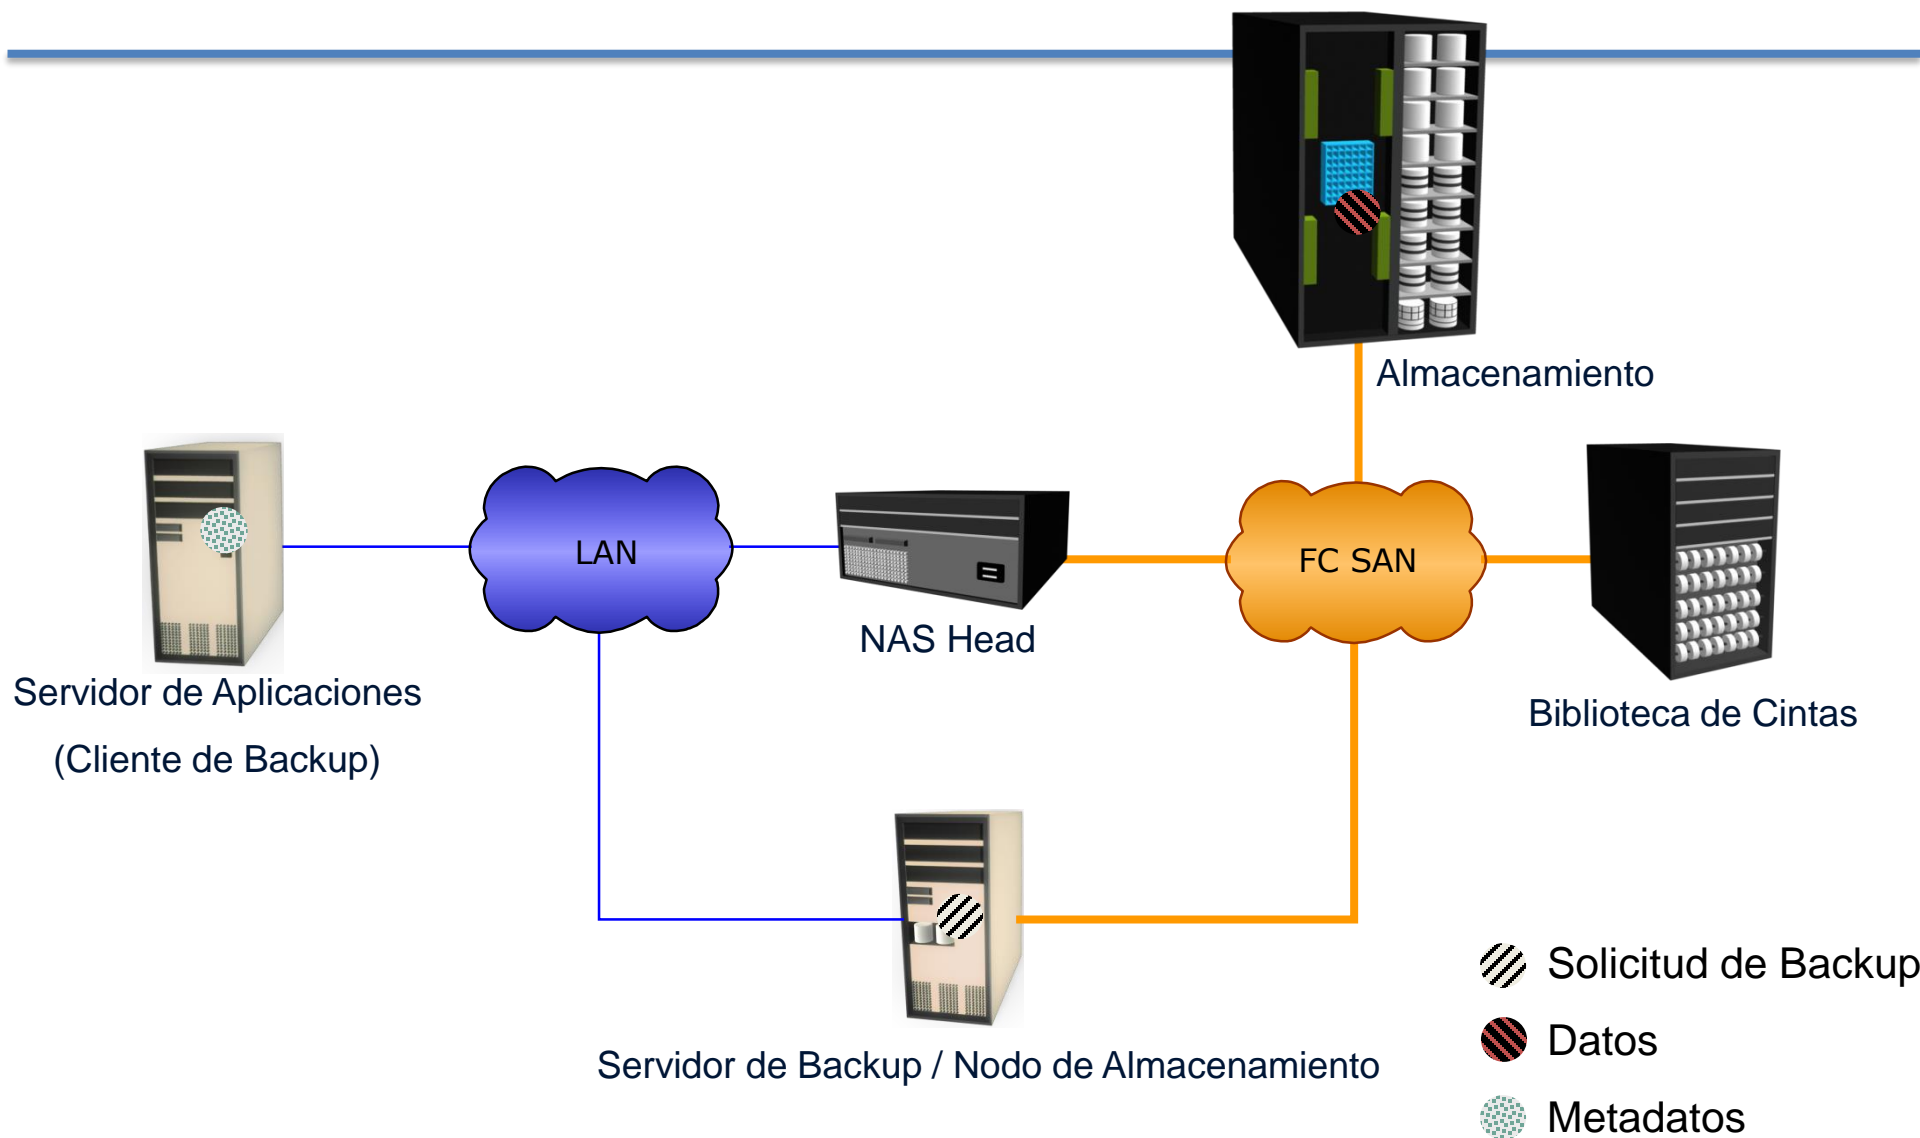 Almacenamiento
LAN
FC SAN
NAS Head
Servidor de Aplicaciones
(Cliente de Backup)
Biblioteca de Cintas
Servidor de Backup / Nodo de Almacenamiento
Solicitud de Backup
Datos
Metadatos